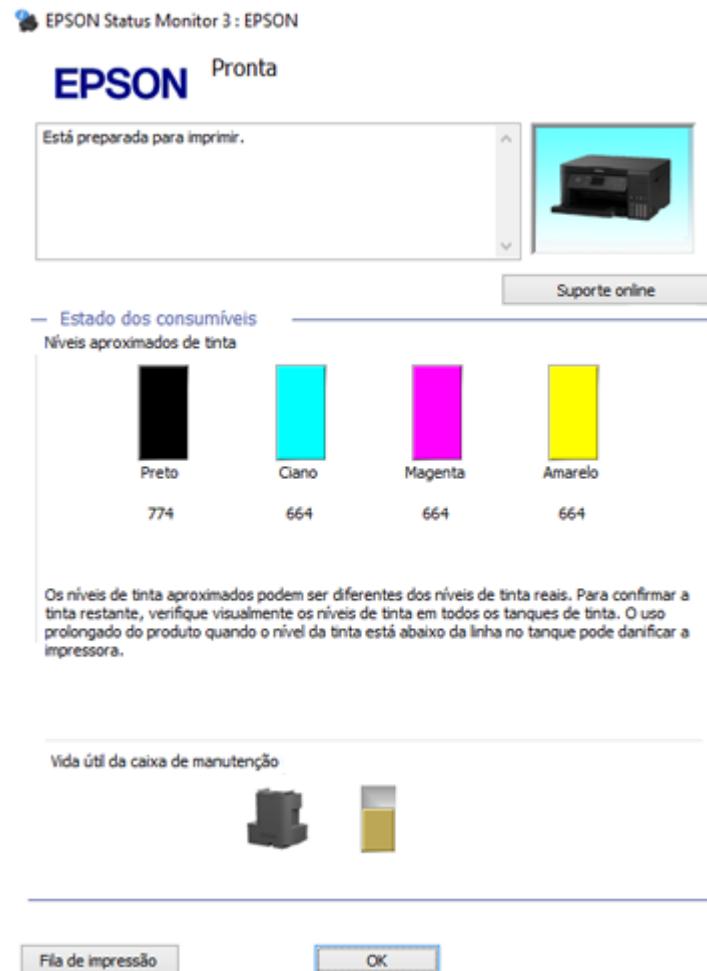 EPSON Status Monitor 3 : EPSON
EPSON
Pronta
Está preparada para imprimir.
Suporte online
Estado dos consumíveis
Níveis aproximados de tinta
Preto Ciano Magenta Amarelo
774 664 664 664
Os níveis de tinta aproximados podem ser diferentes dos níveis de tinta reais. Para confirmar a
tinta restante, verifique visualmente os níveis de tinta em todos os tanques de tinta. O uso
prolongado do produto quando o nível da tinta está abaixo da linha no tanque pode danificar a
impressora.
Vida útil da caixa de manutenção
Fila de impressão OK